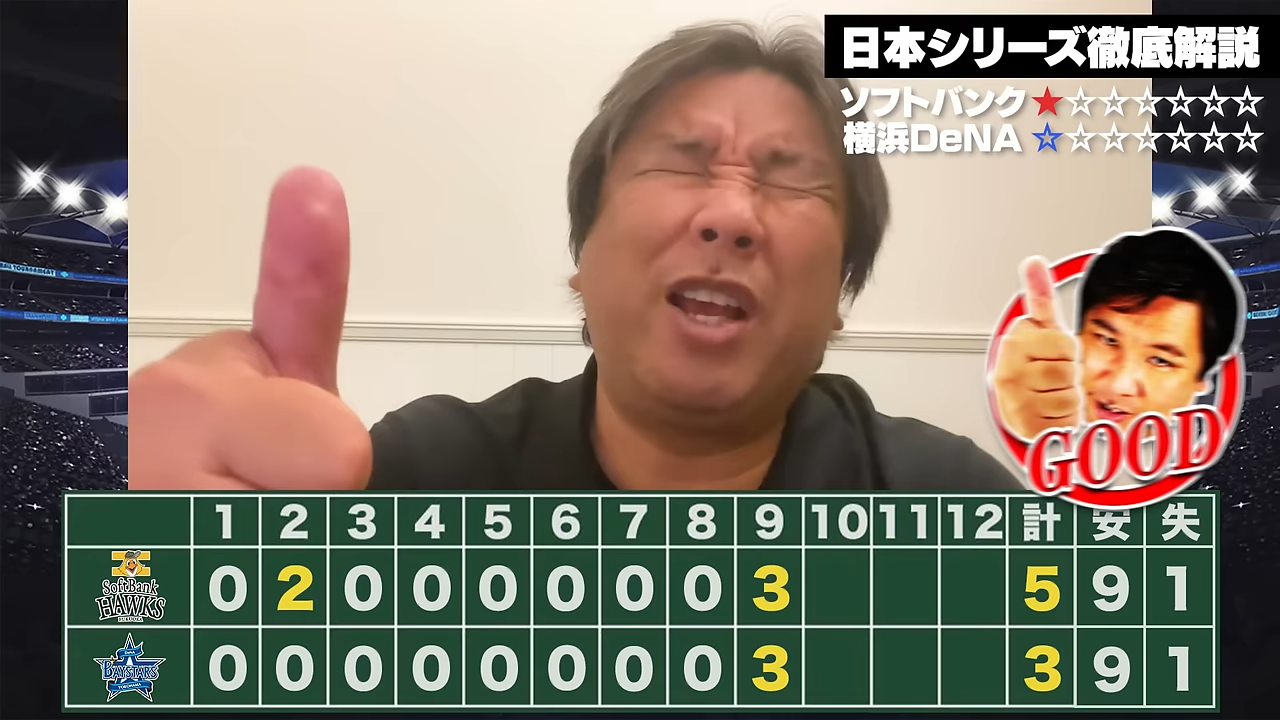 日本シリーズ徹底解説
ソフトバンク ★☆☆☆☆☆☆
横浜DeNA ☆☆☆☆☆☆☆
GOOD
1 2 3 4 5 6 7 8 9 10 11 12 計 安 失
SoftBank HAWKS 0 2 0 0 0 0 0 0 3 5 9 1
BAYSTARS YOKOHAMA 0 0 0 0 0 0 0 0 3 3 9 1